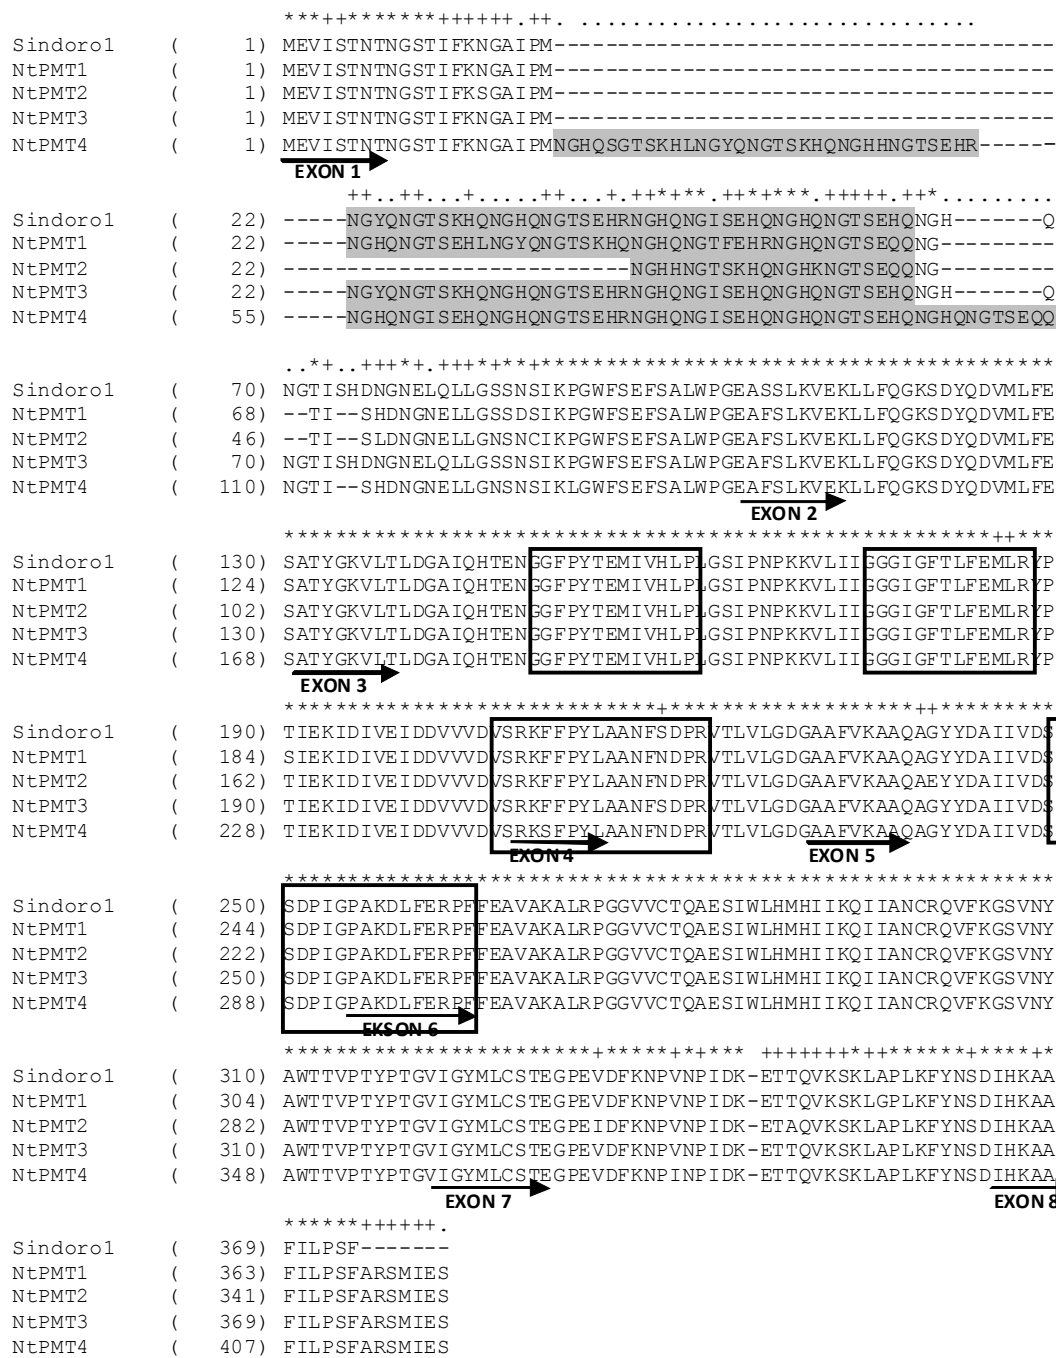 ***++*******++++++.++. ................................
Sindoro1 ( 1) MEVISTNTNGSTIFKNGAIPM----------------------------------------
NtPMT1 ( 1) MEVISTNTNGSTIFKNGAIPM----------------------------------------
NtPMT2 ( 1) MEVISTNTNGSTIFKSGAIPM----------------------------------------
NtPMT3 ( 1) MEVISTNTNGSTIFKNGAIPM----------------------------------------
NtPMT4 ( 1) MEVISTNTNGSTIFKNGAIPMNGHQSGTSKHLNGYQNGTSKHQNGHHNGTSEHR------
EXON 1
++..++...+....++...++.++*+**.++*+***.+++++.++*.........
Sindoro1 ( 22) -----NGYQNGTSKHQNGHQNGTSEHRNGHQNGISEHQNGHQNGTSEHQNGH-------Q
NtPMT1 ( 22) -----NGHQNGTSEHLNGYQNGTSKHQNGHQNGTFEHRNGHQNGTSEQQNG---------
NtPMT2 ( 22) ---------------------------NGHHNGTSKHQNGHKNGTSEQQNG---------
NtPMT3 ( 22) -----NGYQNGTSKHQNGHQNGTSEHRNGHQNGISEHQNGHQNGTSEHQNGH-------Q
NtPMT4 ( 55) -----NGHQNGISEHQNGHQNGTSEHRNGHQNGISEHQNGHQNGTSEHQNGHQNGTSEQQ
..*+..+++*+.+++*+**+****************************************
Sindoro1 ( 70) NGTISHDNGNELQLLGSSNSIKPGWFSEFSALWPGEASSLKVEKLLFQGKSDYQDVMLFE
NtPMT1 ( 68) --TI--SHDNGNELLGSSDSIKPGWFSEFSALWPGEAFSLKVEKLLFQGKSDYQDVMLFE
NtPMT2 ( 46) --TI--SLDNGNELLGNSNCIKPGWFSEFSALWPGEAFSLKVEKLLFQGKSDYQDVMLFE
NtPMT3 ( 70) NGTISHDNGNELQLLGSSNSIKPGWFSEFSALWPGEAFSLKVEKLLFQGKSDYQDVMLFE
NtPMT4 ( 110) NGTI--SHDNGNELLGNSNSIKLGWFSEFSALWPGEAFSLKVEKLLFQGKSDYQDVMLFE
EXON 2
*******************************************************++**
Sindoro1 ( 130) SATYGKVLTLDGAIQHTENGGFPYTEMIVHLPLGSIPNPKKVLIIGGGIGFTLFEMLRYP
NtPMT1 ( 124) SATYGKVLTLDGAIQHTENGGFPYTEMIVHLPLGSIPNPKKVLIIGGGIGFTLFEMLRYP
NtPMT2 ( 102) SATYGKVLTLDGAIQHTENGGFPYTEMIVHLPLGSIPNPKKVLIIGGGIGFTLFEMLRYP
NtPMT3 ( 130) SATYGKVLTLDGAIQHTENGGFPYTEMIVHLPLGSIPNPKKVLIIGGGIGFTLFEMLRYP
NtPMT4 ( 168) SATYGKVLTLDGAIQHTENGGFPYTEMIVHLPLGSIPNPKKVLIIGGGIGFTLFEMLRYP
EXON 3
*****************************+*******************++*********
Sindoro1 ( 190) TIEKIDIVEIDDVVVDVSRKFFPYLAANFSDPRVTLVLGDGAAFVKAAQAGYYDAIIVDS
NtPMT1 ( 184) SIEKIDIVEIDDVVVDVSRKFFPYLAANFNDPRVTLVLGDGAAFVKAAQAGYYDAIIVDS
NtPMT2 ( 162) TIEKIDIVEIDDVVVDVSRKFFPYLAANFNDPRVTLVLGDGAAFVKAAQAEYYDAIIVDS
NtPMT3 ( 190) TIEKIDIVEIDDVVVDVSRKFFPYLAANFSDPRVTLVLGDGAAFVKAAQAGYYDAIIVDS
NtPMT4 ( 228) TIEKIDIVEIDDVVVDVSRKSFPYLAANFNDPRVTLVLGDGAAFVKAAQAGYYDAIIVDS
EXON 4 EXON 5
************************************************************
Sindoro1 ( 250) SDPIGPAKDLFERPFFEAVAKALRPGGVVCTQAESIWLHMHIIKQIIANCRQVFKGSVNY
NtPMT1 ( 244) SDPIGPAKDLFERPFFEAVAKALRPGGVVCTQAESIWLHMHIIKQIIANCRQVFKGSVNY
NtPMT2 ( 222) SDPIGPAKDLFERPFFEAVAKALRPGGVVCTQAESIWLHMHIIKQIIANCRQVFKGSVNY
NtPMT3 ( 250) SDPIGPAKDLFERPFFEAVAKALRPGGVVCTQAESIWLHMHIIKQIIANCRQVFKGSVNY
NtPMT4 ( 288) SDPIGPAKDLFERPFFEAVAKALRPGGVVCTQAESIWLHMHIIKQIIANCRQVFKGSVNY
EKSON 6
************************+*****+*+*** +++++++*++******+****+*
Sindoro1 ( 310) AWTTVPTYPTGVIGYMLCSTEGPEVDFKNPVNPIDK-ETTQVKSKLAPLKFYNSDIHKAA
NtPMT1 ( 304) AWTTVPTYPTGVIGYMLCSTEGPEVDFKNPVNPIDK-ETTQVKSKLGPLKFYNSDIHKAA
NtPMT2 ( 282) AWTTVPTYPTGVIGYMLCSTEGPEIDFKNPVNPIDK-ETAQVKSKLAPLKFYNSDIHKAA
NtPMT3 ( 310) AWTTVPTYPTGVIGYMLCSTEGPEVDFKNPVNPIDK-ETTQVKSKLAPLKFYNSDIHKAA
NtPMT4 ( 348) AWTTVPTYPTGVIGYMLCSTEGPEVDFKNPINPIDK-ETTQVKSKLAPLKFYNSDIHKAA
EXON 7 EXON 8
******++++++.
Sindoro1 ( 369) FILPSF-------
NtPMT1 ( 363) FILPSFARSMIES
NtPMT2 ( 341) FILPSFARSMIES
NtPMT3 ( 369) FILPSFARSMIES
NtPMT4 ( 407) FILPSFARSMIES